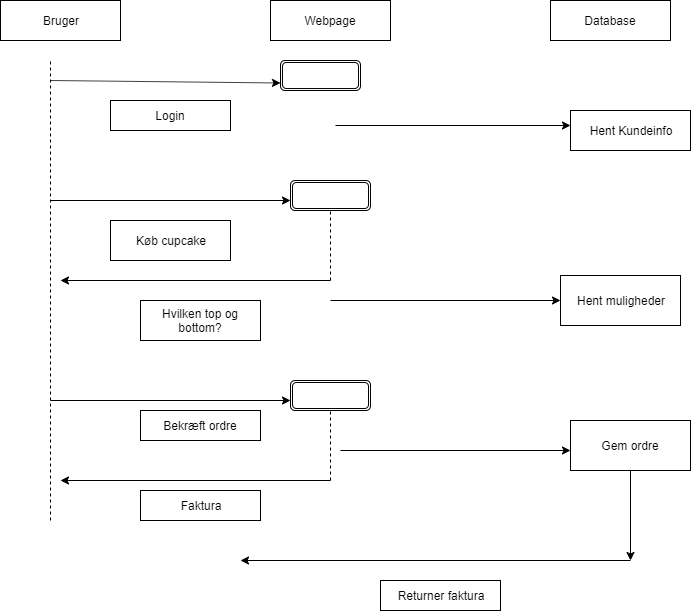 Bruger
Webpage
Database
Login
Hent Kundeinfo
Køb cupcake
Hvilken top og
bottom?
Hent muligheder
Bekræft ordre
Gem ordre
Faktura
Returner faktura